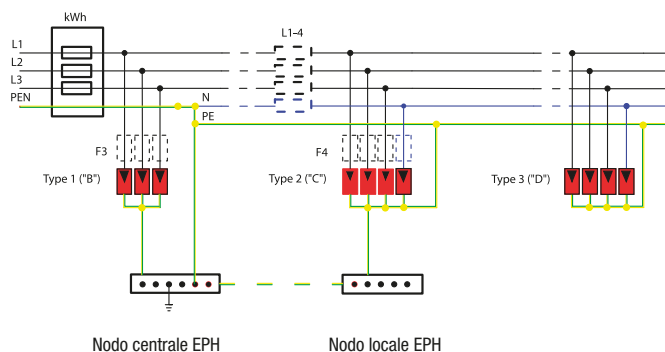 kWh
L1-4
L1
L2
L3
PEN
N
PE
F3
F4
Type 1 ("B")
Type 2 ("C")
Type 3 ("D")
Nodo centrale EPH
Nodo locale EPH